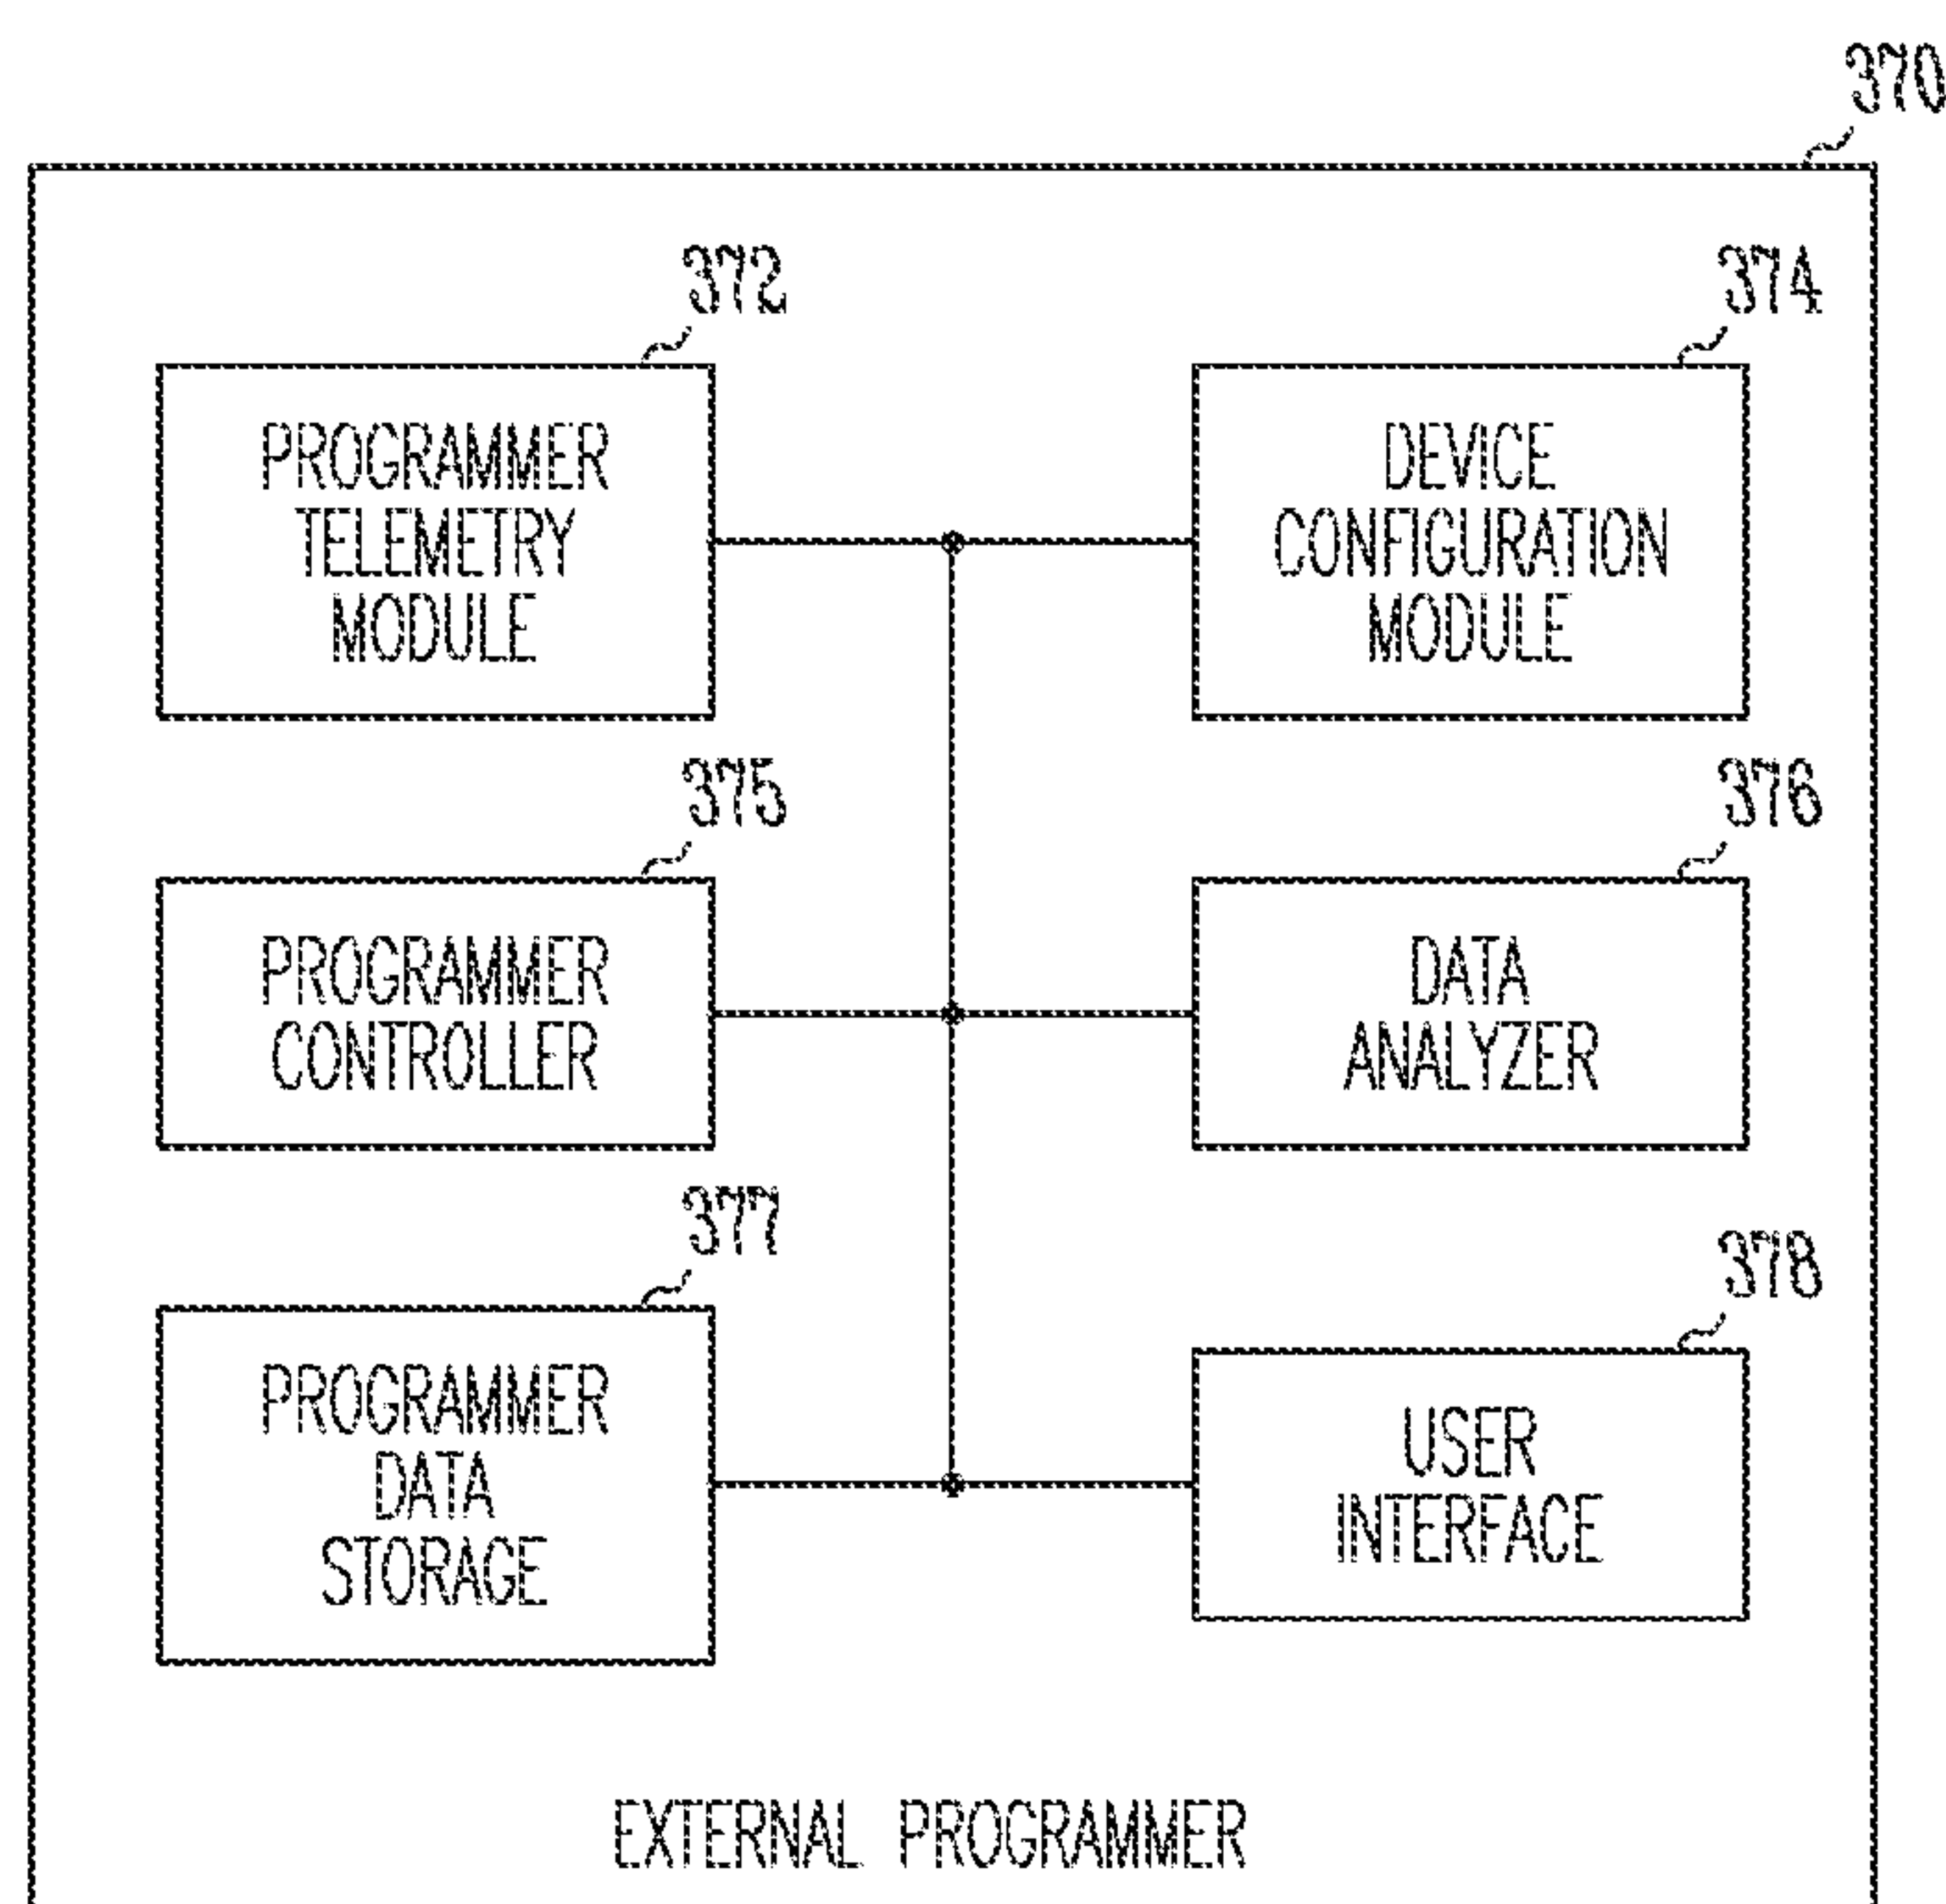 370
372
PROGRAMMER
TELEMETRY
MODULE
374
DEVICE
CONFIGURATION
MODULE
375
PROGRAMMER
CONTROLLER
376
DATA
ANALYZER
377
PROGRAMMER
DATA
STORAGE
378
USER
INTERFACE
EXTERNAL PROGRAMMER